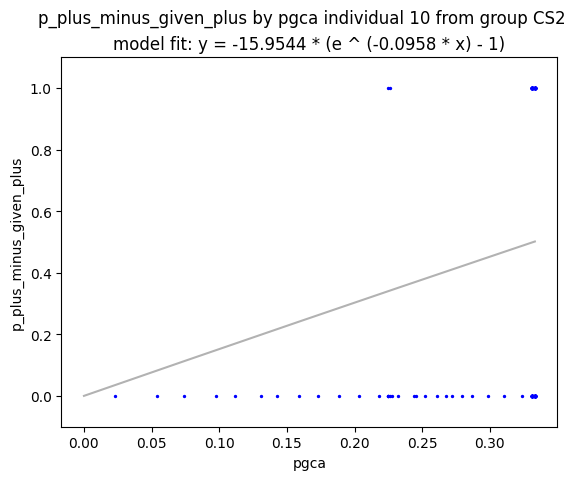 p_plus_minus_given_plus by pgca individual 10 from group CS2
model fit: y = -15.9544 * (e ^ (-0.0958 * x) - 1)
1.0
0.8
0.6
0.4
0.2
0.0
p_plus_minus_given_plus
0.00 0.05 0.10 0.15 0.20 0.25 0.30
pgca